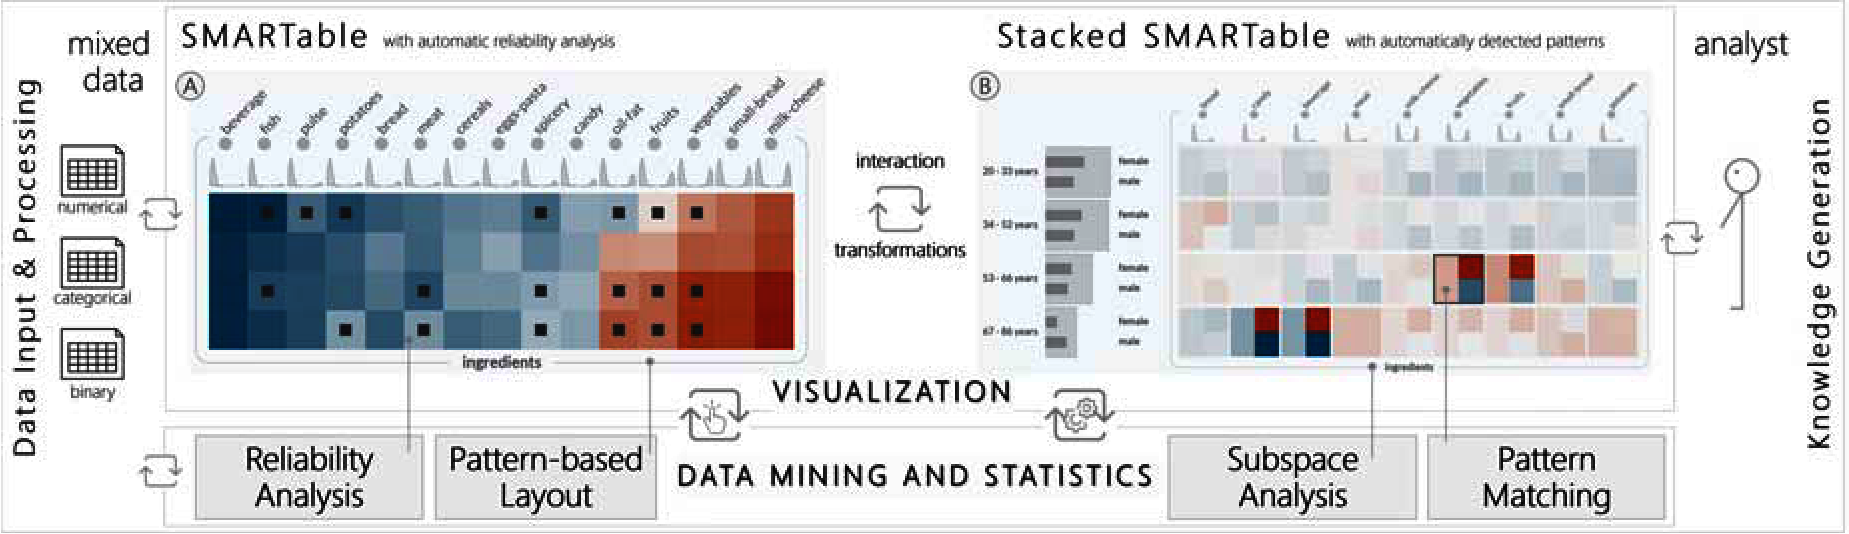 Data Input & Processing
mixed
data
numerical
categorical
binary
SMARTable with automatic reliability analysis
A
beverage
fish
pulse
potatoes
bread
meat
cereals
eggs-pasta
spicery
candy
oil-fat
fruits
vegetables
small-bread
milk-cheese
ingredients
interaction
transformations
Stacked SMARTable with automatically detected patterns
B
20 - 33 years
female
male
34 - 52 years
female
male
53 - 66 years
female
male
67 - 86 years
female
male
ingredients
analyst
Knowledge Generation
VISUALIZATION
Reliability
Analysis
Pattern-based
Layout
DATA MINING AND STATISTICS
Subspace
Analysis
Pattern
Matching